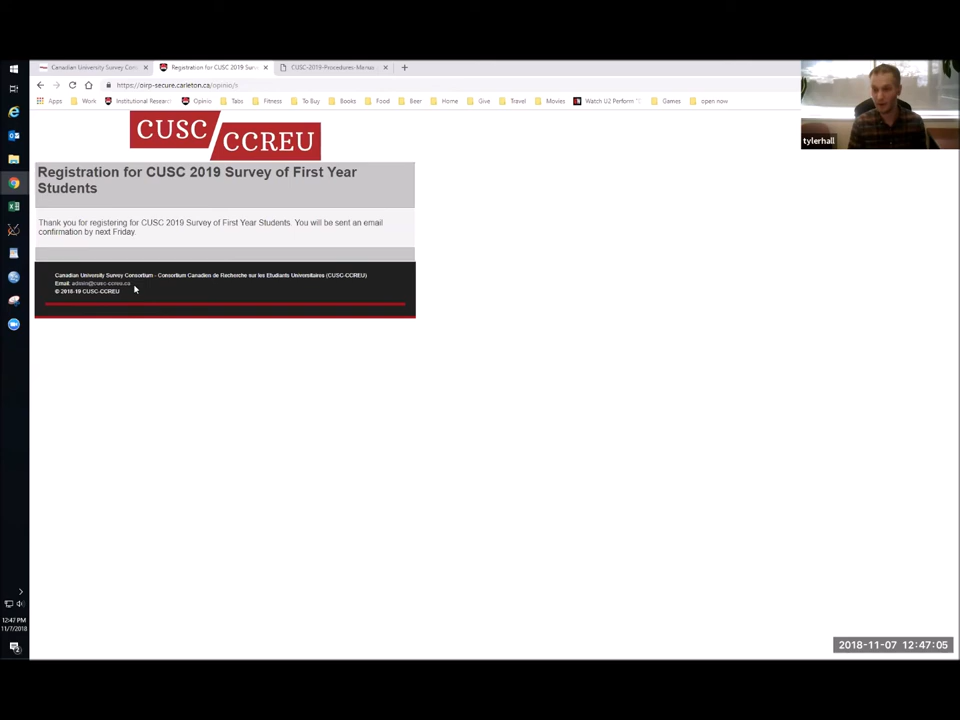 Canadian University Survey Cons
Registration for CUSC 2019 Surv
CUSC-2019-Procedures-Manua
https://oirp-secure.carleton.ca/opinio/s
Apps
Work
Institutional Resear
Opinio
Tabs
Fitness
To Buy
Books
Food
Beer
Home
Give
Travel
Movies
Watch U2 Perform
Games
open now
CUSC
CCREU
tylerhall
Registration for CUSC 2019 Survey of First Year
Students
Thank you for registering for CUSC 2019 Survey of First Year Students. You will be sent an email
confirmation by next Friday.
Canadian University Survey Consortium - Consortium Canadien de Recherche sur les Etudiants Universitaires (CUSC-CCREU)
Email: admin@cusc-ccreu.ca
© 2018-19 CUSC-CCREU
12:47 PM
11/7/2018
2018-11-07 12:47:05